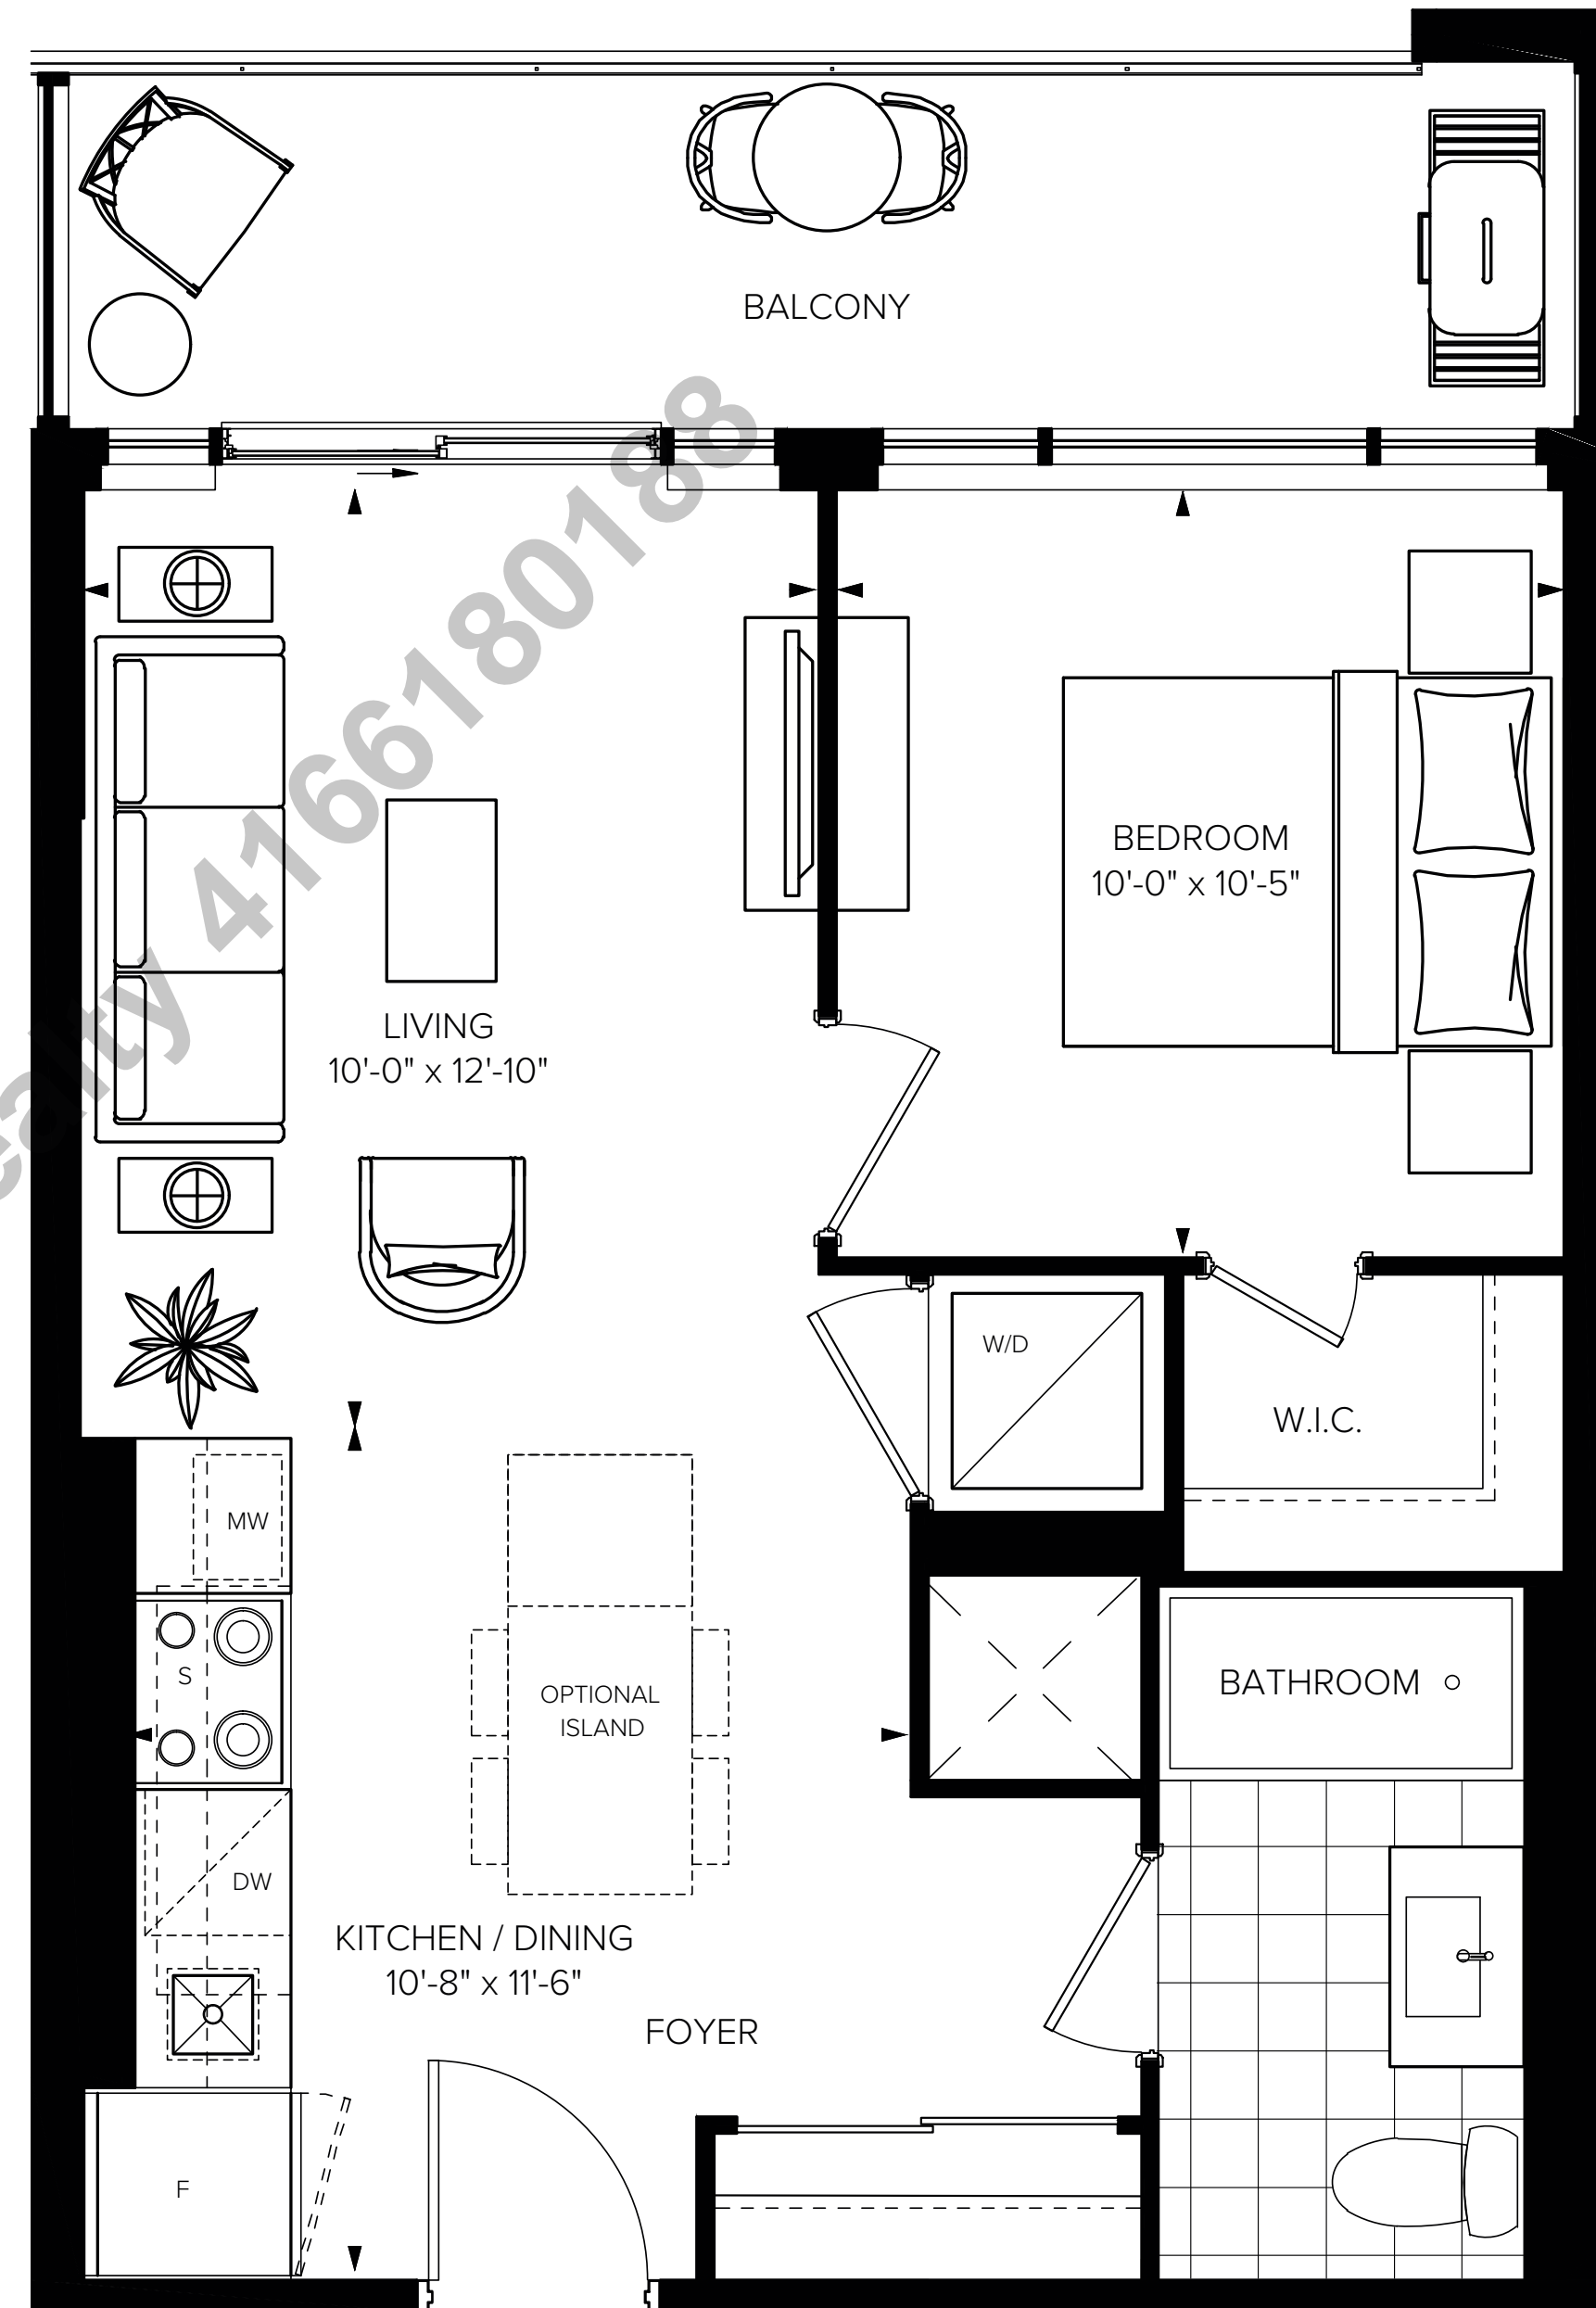 BALCONY
BEDROOM
10'-0" x 10'-5"
LIVING
10'-0" x 12'-10"
4166180188
W/D
W.I.C.
MW
S
OPTIONAL
ISLAND
BATHROOM
DW
KITCHEN / DINING
10'-8" x 11'-6"
FOYER
F